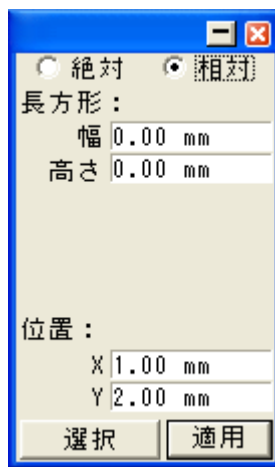 絶対 相対
長方形：
幅 0.00 mm
高さ 0.00 mm
位置：
X 1.00 mm
Y 2.00 mm
選択 適用